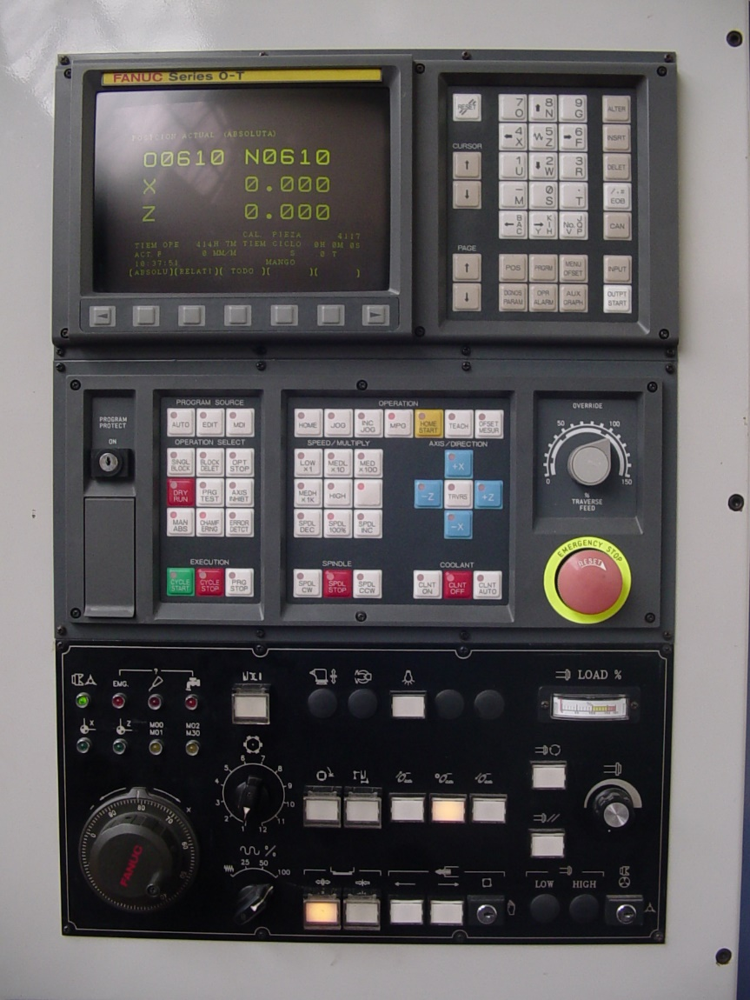 FANUC Series 0-T
POSICION ACTUAL (ABSOLUTA)
O0610 N0610
X 0.000
Z 0.000
CAL. PIEZA 4117
TIEM OPE 414H 7M TIEM CICLO 0H 0M 0S
ACT. F 0 MM/M S 0 T
10:37:51 MANGO
[ABSOLU][RELATI][ TODO ][ ][ ]
RESET
7 O 8 N 9 G
ALTER
4 X 5 Z 6 F
INSRT
CURSOR
1 U 2 W 3 R
DELET
- M 0 S . T
/ . =
EOB
B A C K I H Y J Q P No. V
CAN
PAGE
POS PRGRM MENU OFSET
INPUT
DGNOS PARAM OPR ALARM AUX GRAPH
OUTPT START
PROGRAM PROTECT
ON
PROGRAM SOURCE
AUTO EDIT MDI
OPERATION SELECT
SINGL BLOCK BLOCK DELET OPT STOP
DRY RUN PRG TEST AXIS INHIBT
MAN ABS CHAMFERING ERROR DETCT
EXECUTION
CYCLE START CYCLE STOP PRG STOP
OPERATION
HOME JOG INC JOG MPG HOME START TEACH OFSET MESUR
SPEED/MULTIPLY
LOW x1 MEDL x10 MED x100
MEDH x1K HIGH
SPDL DEC SPDL 100% SPDL INC
AXIS/DIRECTION
+X
-Z TRVRS +Z
-X
SPINDLE
SPDL CW SPDL STOP SPDL CCW
COOLANT
CLNT ON CLNT OFF CLNT AUTO
OVERRIDE
0 50 100 150
%
TRAVERSE
FEED
EMERGENCY STOP
RESET
EMG. ?
X Z M00 M01 M02 M30
LOAD %
1 2 3 4 5 6 7 8 9 10 11 12
FANUC
% 25 50 100
LOW HIGH